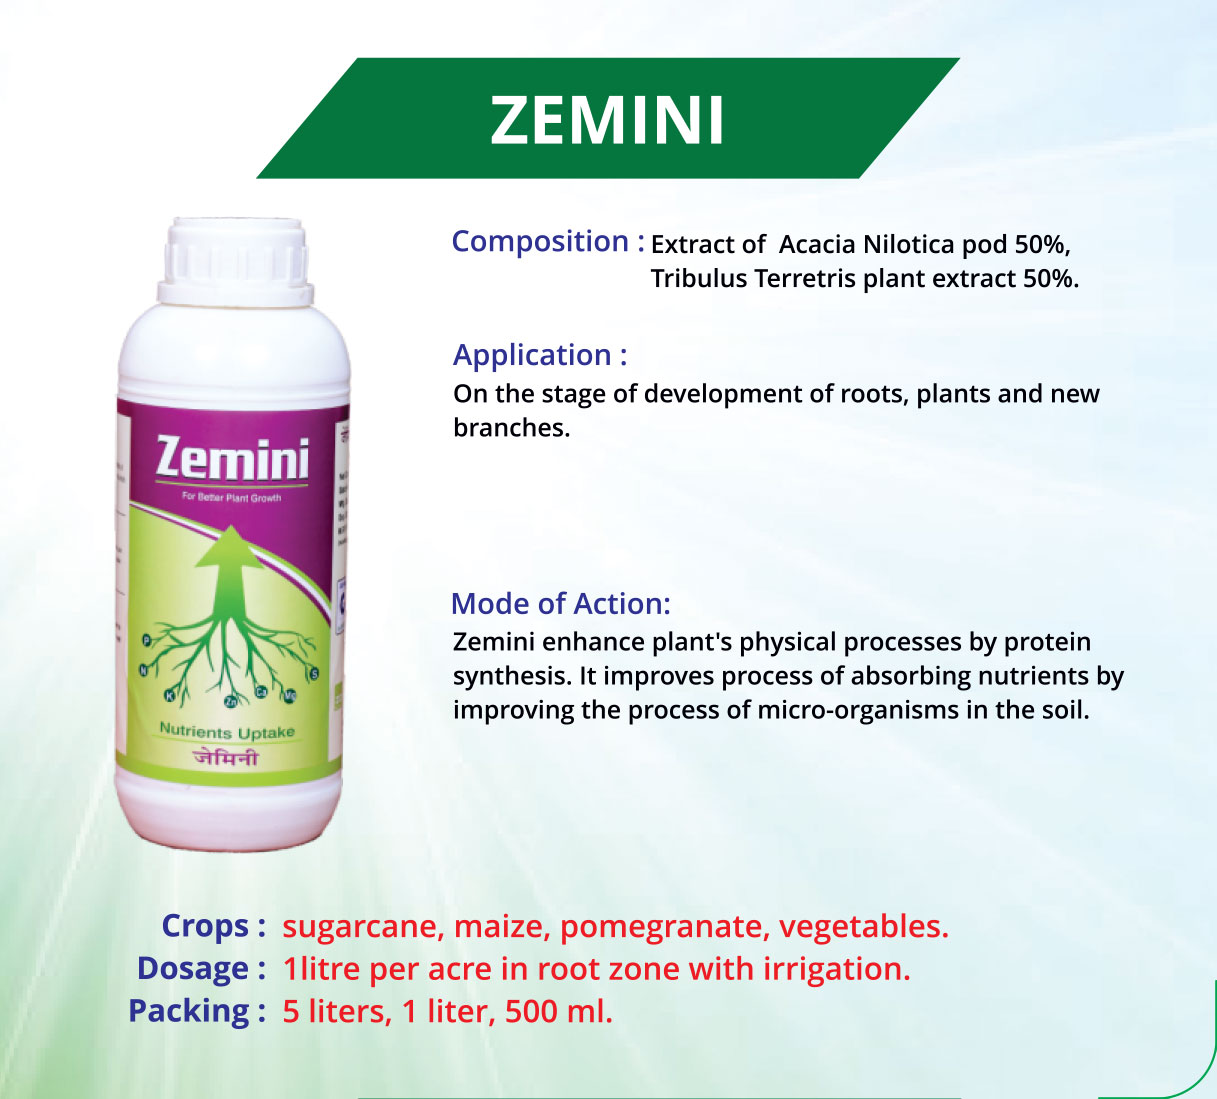 ZEMINI
Composition : Extract of Acacia Nilotica pod 50%,
Tribulus Terretris plant extract 50%.
Application :
On the stage of development of roots, plants and new
branches.
Mode of Action:
Zemini enhance plant's physical processes by protein
synthesis. It improves process of absorbing nutrients by
improving the process of micro-organisms in the soil.
Zemini
For Better Plant Growth
P
N
K
Zn
Ca
Mg
S
Nutrients Uptake
जेमिनी
Crops : sugarcane, maize, pomegranate, vegetables.
Dosage : 1litre per acre in root zone with irrigation.
Packing : 5 liters, 1 liter, 500 ml.